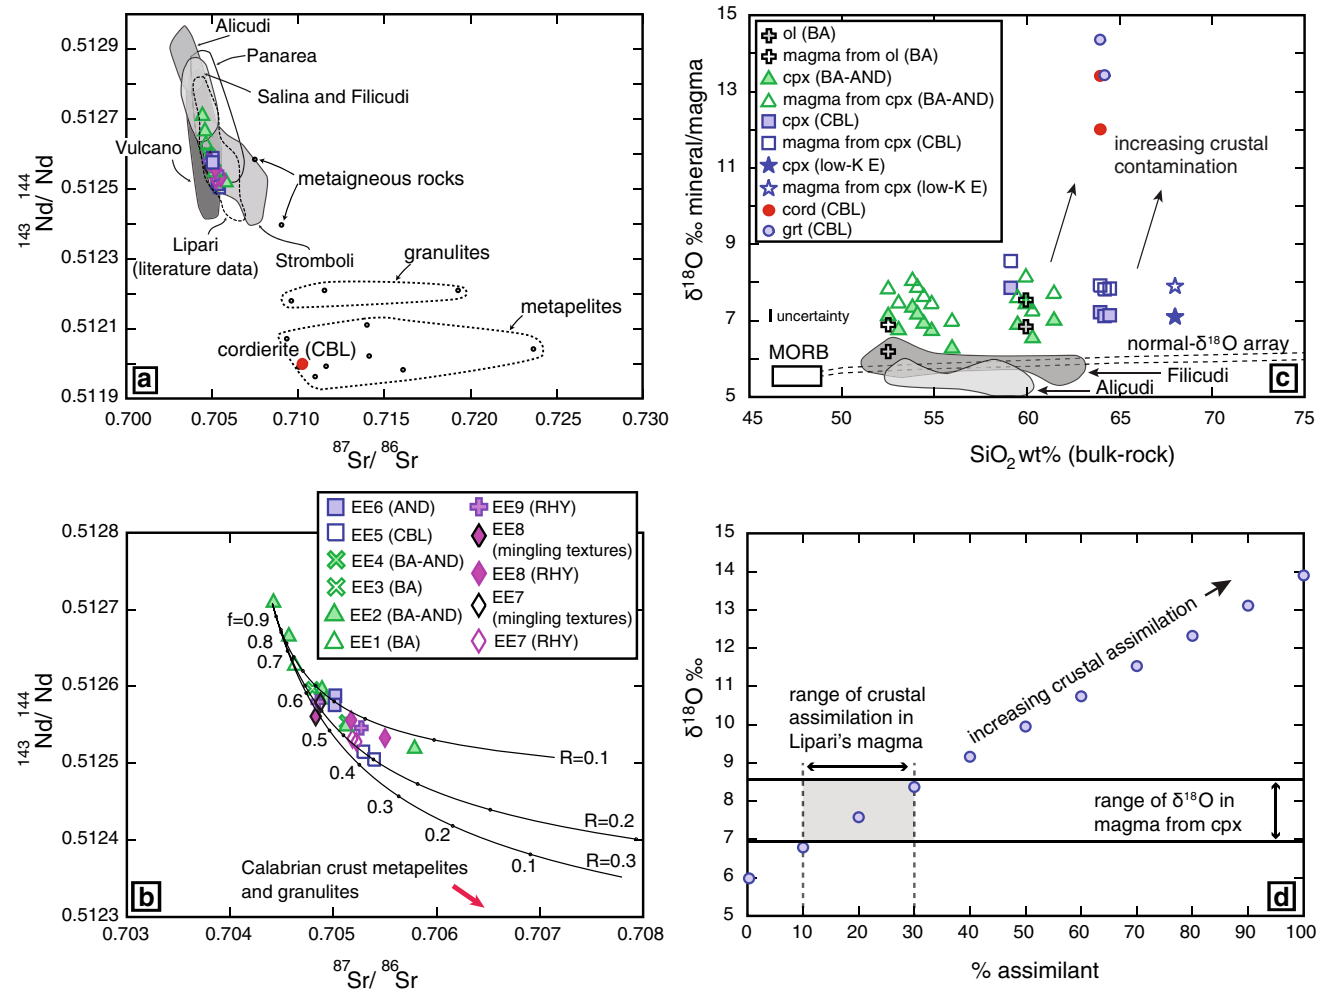 0.5129
0.5127
0.5125
0.5123
0.5121
0.5119
143Nd/144Nd
0.700
0.705
0.710
0.715
0.720
0.725
0.730
87Sr/86Sr
Alicudi
Panarea
Salina and Filicudi
Vulcano
metaigneous rocks
Lipari
(literature data)
Stromboli
granulites
metapelites
cordierite (CBL)
a
15
13
11
9
7
5
δ18O ‰ mineral/magma
45
50
55
60
65
70
75
SiO2 wt% (bulk-rock)
ol (BA)
magma from ol (BA)
cpx (BA-AND)
magma from cpx (BA-AND)
cpx (CBL)
magma from cpx (CBL)
cpx (low-K E)
magma from cpx (low-K E)
cord (CBL)
grt (CBL)
increasing crustal
contamination
uncertainty
MORB
normal-δ18O array
Filicudi
Alicudi
c
EE6 (AND)
EE5 (CBL)
EE4 (BA-AND)
EE3 (BA)
EE2 (BA-AND)
EE1 (BA)
EE9 (RHY)
EE8
(mingling textures)
EE8 (RHY)
EE7
(mingling textures)
EE7 (RHY)
0.5128
0.5127
0.5126
0.5125
0.5124
0.5123
143Nd/144Nd
0.703
0.704
0.705
0.706
0.707
0.708
87Sr/86Sr
f=0.9
0.8
0.7
0.6
0.5
0.4
0.3
0.2
0.1
R=0.1
R=0.2
R=0.3
Calabrian crust metapelites
and granulites
b
15
14
13
12
11
10
9
8
7
6
5
δ18O ‰
0
10
20
30
40
50
60
70
80
90
100
% assimilant
range of crustal
assimilation in
Lipari's magma
increasing crustal assimilation
range of δ18O in
magma from cpx
d